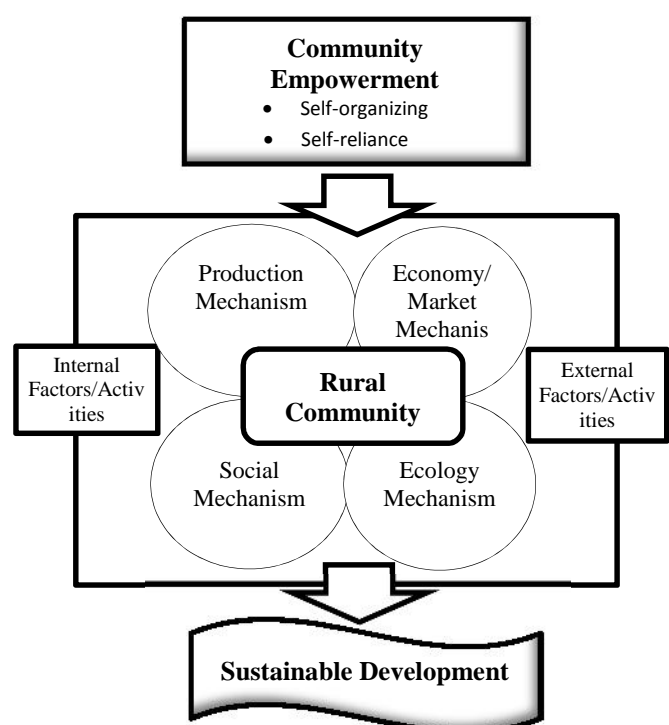 Community
Empowerment
• Self-organizing
• Self-reliance
Production
Mechanism
Economy/
Market
Mechanis
Internal
Factors/Activ
ities
Rural
Community
External
Factors/Activ
ities
Social
Mechanism
Ecology
Mechanism
Sustainable Development